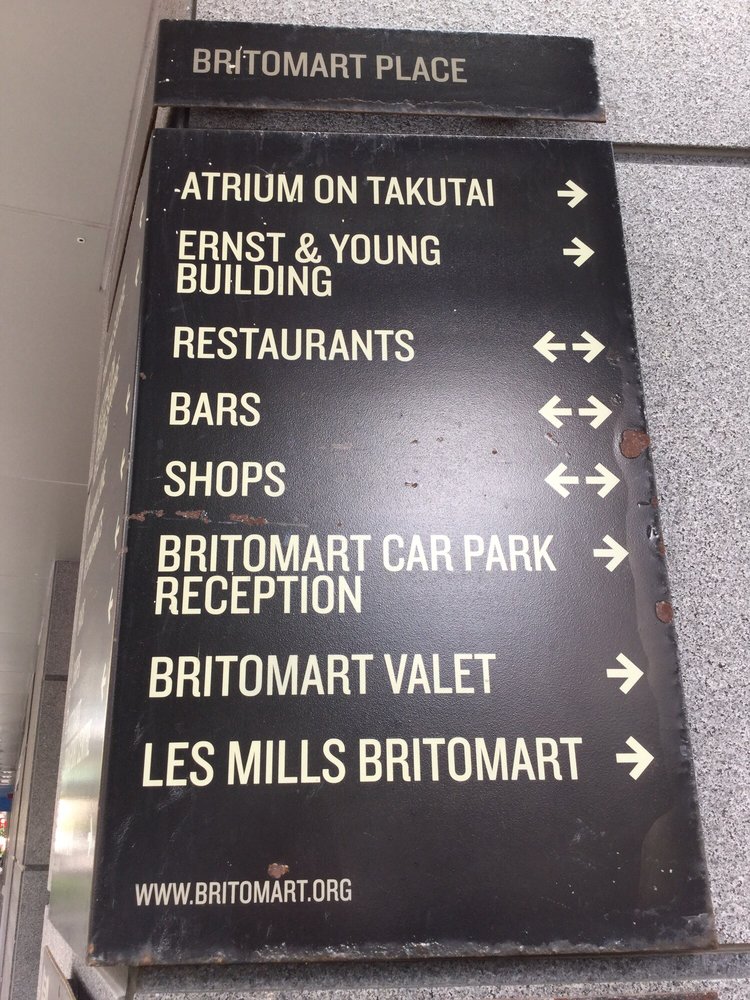 BRITOMART PLACE
ATRIUM ON TAKUTAI →
ERNST & YOUNG →
BUILDING
RESTAURANTS ←→
BARS ←→
SHOPS ←→
BRITOMART CAR PARK →
RECEPTION
BRITOMART VALET →
LES MILLS BRITOMART →
WWW.BRITOMART.ORG